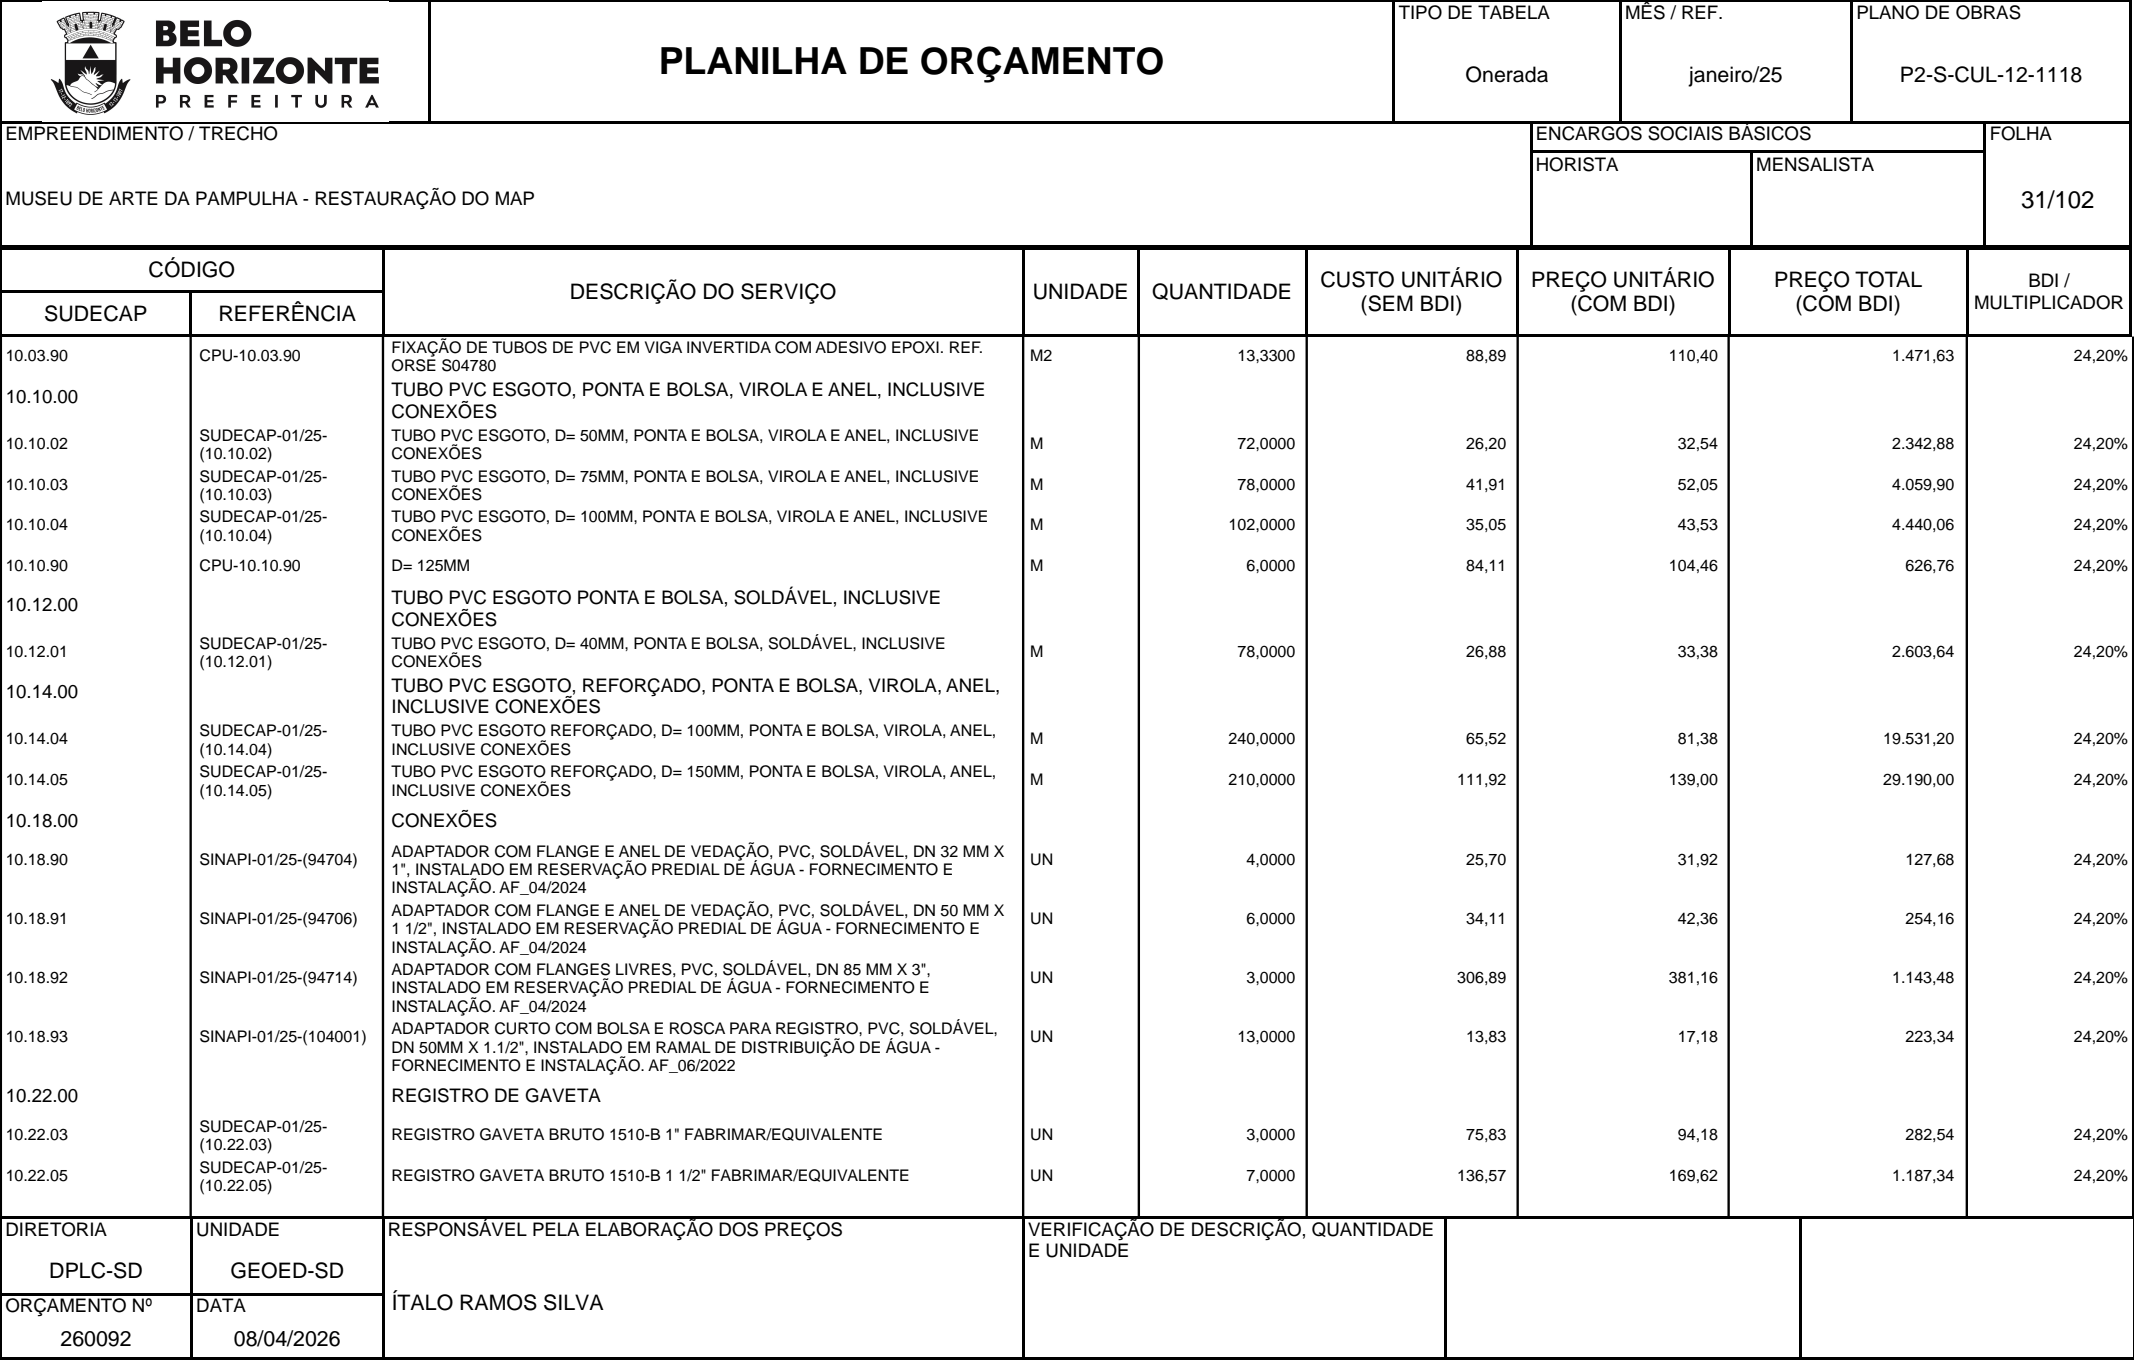 BELO
HORIZONTE
PREFEITURA
PLANILHA DE ORÇAMENTO
TIPO DE TABELA
Onerada
MÊS / REF.
janeiro/25
PLANO DE OBRAS
P2-S-CUL-12-1118
EMPREENDIMENTO / TRECHO
MUSEU DE ARTE DA PAMPULHA - RESTAURAÇÃO DO MAP
ENCARGOS SOCIAIS BÁSICOS
HORISTA
MENSALISTA
FOLHA
31/102
CÓDIGO
SUDECAP
REFERÊNCIA
DESCRIÇÃO DO SERVIÇO
UNIDADE
QUANTIDADE
CUSTO UNITÁRIO
(SEM BDI)
PREÇO UNITÁRIO
(COM BDI)
PREÇO TOTAL
(COM BDI)
BDI /
MULTIPLICADOR
10.03.90 CPU-10.03.90 FIXAÇÃO DE TUBOS DE PVC EM VIGA INVERTIDA COM ADESIVO EPOXI. REF.
ORSE S04780 M2 13,3300 88,89 110,40 1.471,63 24,20%
10.10.00 TUBO PVC ESGOTO, PONTA E BOLSA, VIROLA E ANEL, INCLUSIVE
CONEXÕES
10.10.02 SUDECAP-01/25- TUBO PVC ESGOTO, D= 50MM, PONTA E BOLSA, VIROLA E ANEL, INCLUSIVE
(10.10.02) CONEXÕES M 72,0000 26,20 32,54 2.342,88 24,20%
10.10.03 SUDECAP-01/25- TUBO PVC ESGOTO, D= 75MM, PONTA E BOLSA, VIROLA E ANEL, INCLUSIVE
(10.10.03) CONEXÕES M 78,0000 41,91 52,05 4.059,90 24,20%
10.10.04 SUDECAP-01/25- TUBO PVC ESGOTO, D= 100MM, PONTA E BOLSA, VIROLA E ANEL, INCLUSIVE
(10.10.04) CONEXÕES M 102,0000 35,05 43,53 4.440,06 24,20%
10.10.90 CPU-10.10.90 D= 125MM M 6,0000 84,11 104,46 626,76 24,20%
10.12.00 TUBO PVC ESGOTO PONTA E BOLSA, SOLDÁVEL, INCLUSIVE
CONEXÕES
10.12.01 SUDECAP-01/25- TUBO PVC ESGOTO, D= 40MM, PONTA E BOLSA, SOLDÁVEL, INCLUSIVE
(10.12.01) CONEXÕES M 78,0000 26,88 33,38 2.603,64 24,20%
10.14.00 TUBO PVC ESGOTO, REFORÇADO, PONTA E BOLSA, VIROLA, ANEL,
INCLUSIVE CONEXÕES
10.14.04 SUDECAP-01/25- TUBO PVC ESGOTO REFORÇADO, D= 100MM, PONTA E BOLSA, VIROLA, ANEL,
(10.14.04) INCLUSIVE CONEXÕES M 240,0000 65,52 81,38 19.531,20 24,20%
10.14.05 SUDECAP-01/25- TUBO PVC ESGOTO REFORÇADO, D= 150MM, PONTA E BOLSA, VIROLA, ANEL,
(10.14.05) INCLUSIVE CONEXÕES M 210,0000 111,92 139,00 29.190,00 24,20%
10.18.00 CONEXÕES
10.18.90 SINAPI-01/25-(94704) ADAPTADOR COM FLANGE E ANEL DE VEDAÇÃO, PVC, SOLDÁVEL, DN 32 MM X
1", INSTALADO EM RESERVAÇÃO PREDIAL DE ÁGUA - FORNECIMENTO E
INSTALAÇÃO. AF_04/2024 UN 4,0000 25,70 31,92 127,68 24,20%
10.18.91 SINAPI-01/25-(94706) ADAPTADOR COM FLANGE E ANEL DE VEDAÇÃO, PVC, SOLDÁVEL, DN 50 MM X
1 1/2", INSTALADO EM RESERVAÇÃO PREDIAL DE ÁGUA - FORNECIMENTO E
INSTALAÇÃO. AF_04/2024 UN 6,0000 34,11 42,36 254,16 24,20%
10.18.92 SINAPI-01/25-(94714) ADAPTADOR COM FLANGES LIVRES, PVC, SOLDÁVEL, DN 85 MM X 3",
INSTALADO EM RESERVAÇÃO PREDIAL DE ÁGUA - FORNECIMENTO E
INSTALAÇÃO. AF_04/2024 UN 3,0000 306,89 381,16 1.143,48 24,20%
10.18.93 SINAPI-01/25-(104001) ADAPTADOR CURTO COM BOLSA E ROSCA PARA REGISTRO, PVC, SOLDÁVEL,
DN 50MM X 1.1/2", INSTALADO EM RAMAL DE DISTRIBUIÇÃO DE ÁGUA -
FORNECIMENTO E INSTALAÇÃO. AF_06/2022 UN 13,0000 13,83 17,18 223,34 24,20%
10.22.00 REGISTRO DE GAVETA
10.22.03 SUDECAP-01/25-
(10.22.03) REGISTRO GAVETA BRUTO 1510-B 1" FABRIMAR/EQUIVALENTE UN 3,0000 75,83 94,18 282,54 24,20%
10.22.05 SUDECAP-01/25-
(10.22.05) REGISTRO GAVETA BRUTO 1510-B 1 1/2" FABRIMAR/EQUIVALENTE UN 7,0000 136,57 169,62 1.187,34 24,20%
DIRETORIA
DPLC-SD
UNIDADE
GEOED-SD
RESPONSÁVEL PELA ELABORAÇÃO DOS PREÇOS
ÍTALO RAMOS SILVA
VERIFICAÇÃO DE DESCRIÇÃO, QUANTIDADE
E UNIDADE
ORÇAMENTO Nº
260092
DATA
08/04/2026